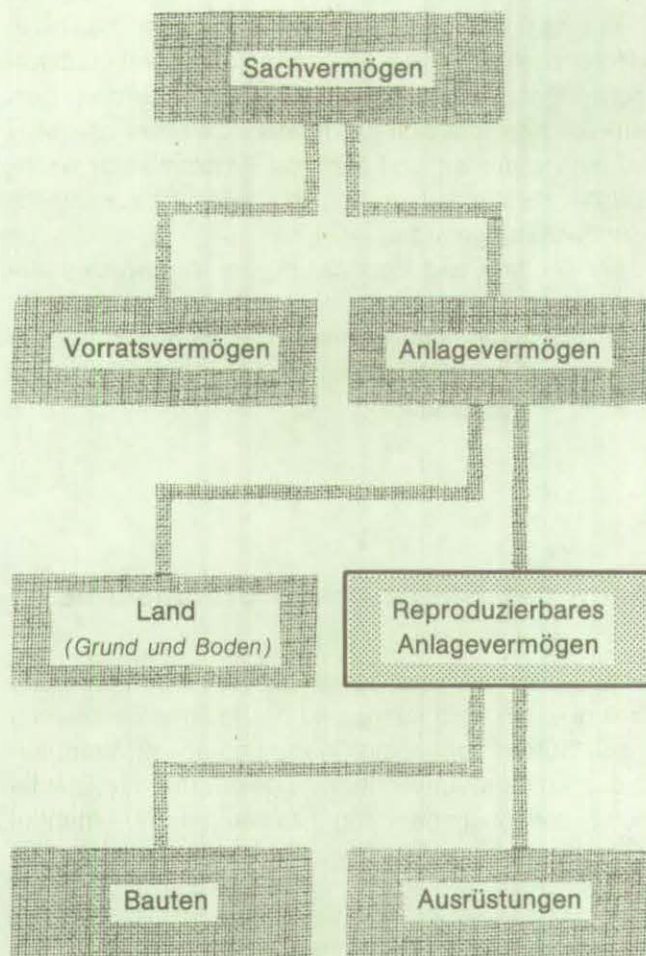 Sachvermögen
Vorratsvermögen
Anlagevermögen
Land
(Grund und Boden)
Reproduzierbares
Anlagevermögen
Bauten
Ausrüstungen